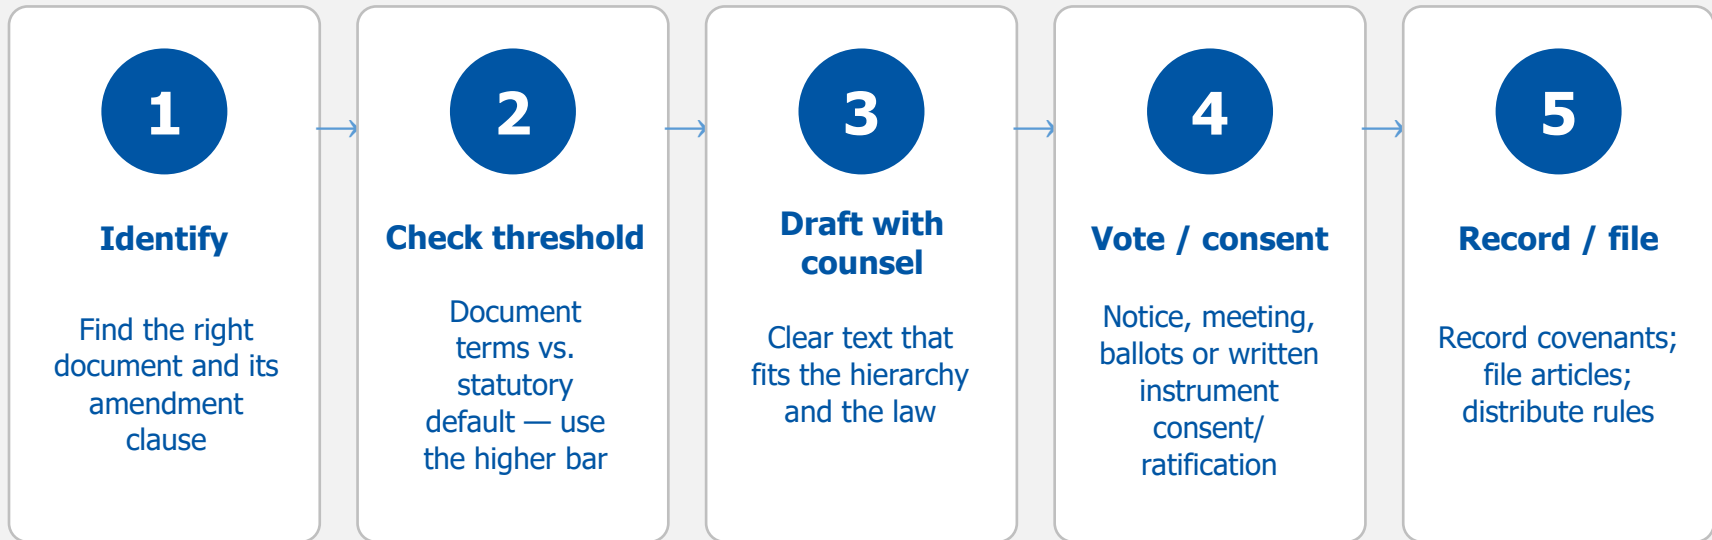 1
Identify
Find the right
document and its
amendment
clause
2
Check threshold
Document
terms vs.
statutory
default — use
the higher bar
3
Draft with
counsel
Clear text that
fits the hierarchy
and the law
4
Vote / consent
Notice, meeting,
ballots or written
instrument
consent/
ratification
5
Record / file
Record covenants;
file articles;
distribute rules